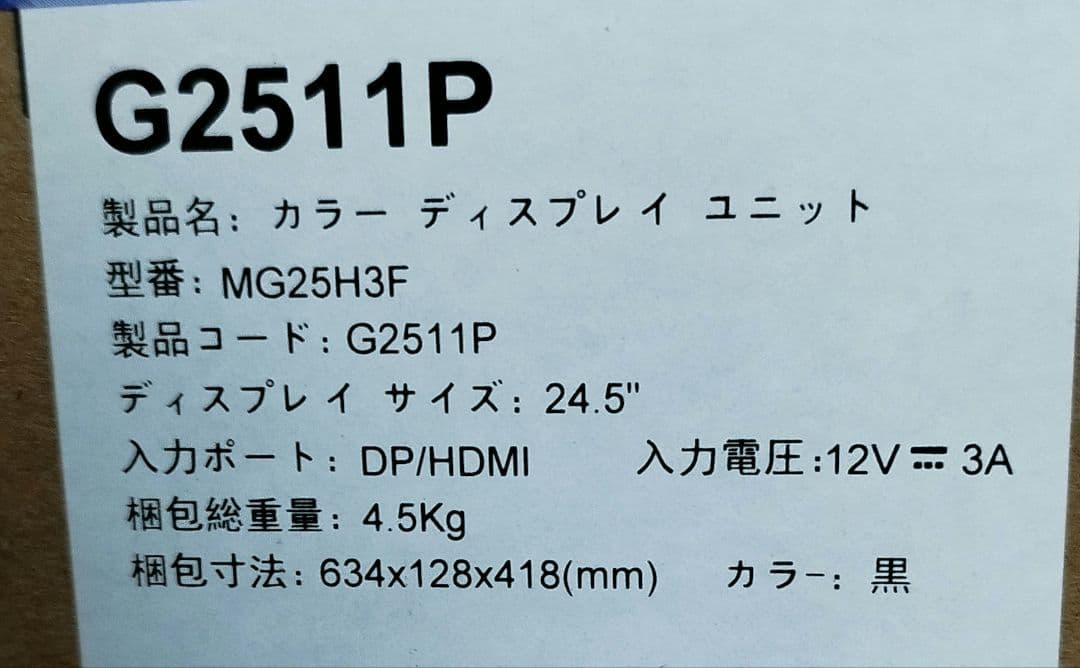 G2511P
製品名: カラー ディスプレイ ユニット
型番: MG25H3F
製品コード: G2511P
ディスプレイ サイズ: 24.5"
入力ポート: DP/HDMI 入力電圧:12V⎓3A
梱包総重量: 4.5Kg
梱包寸法: 634x128x418(mm) カラー: 黒